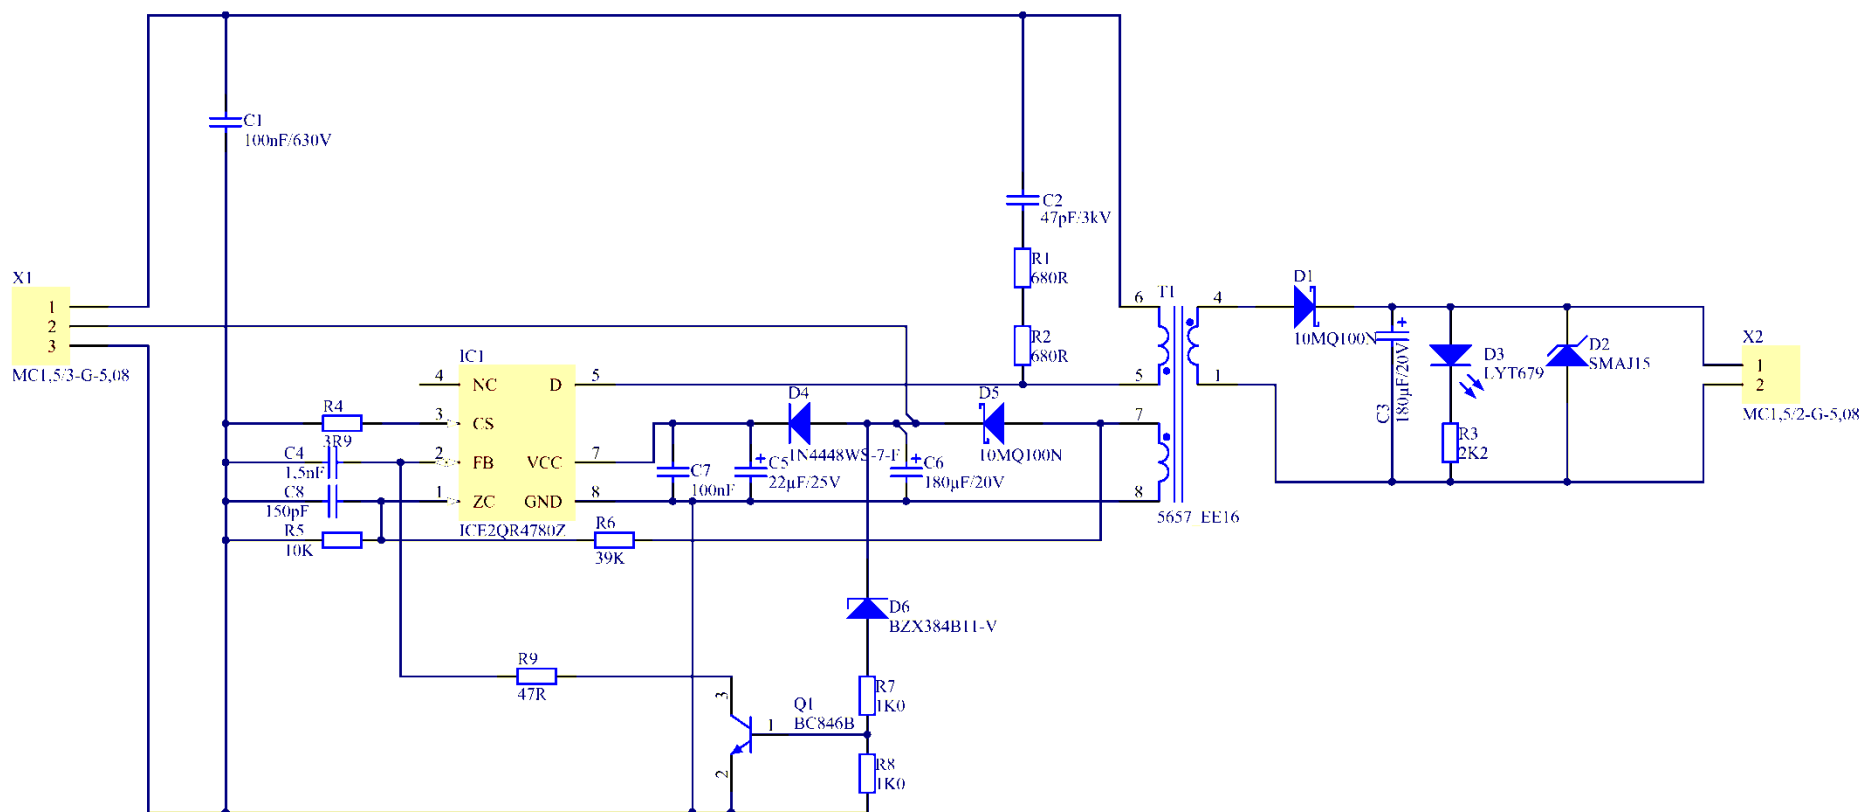 C1
100nF/630V
C2
47pF/3kV
R1
680R
R2
680R
X1
1
2
3
MC1,5/3-G-5,08
IC1
4 NC D 5
3 CS
2 FB VCC 7
1 ZC GND 8
ICE2QR4780Z
R4
3R9
C4
1,5nF
C8
150pF
R5
10K
R6
39K
C7
100nF
+
C5
22µF/25V
D4
1N4448WS-7-F
+
C6
180µF/20V
D5
10MQ100N
T1
6 4
5 1
7
8
5657 EE16
D1
10MQ100N
+
C3
180µF/20V
D3
LYT679
R3
2K2
D2
SMAJ15
X2
1
2
MC1,5/2-G-5,08
D6
BZX384B11-V
R9
47R
3
Q1
BC846B
1
2
R7
1K0
R8
1K0